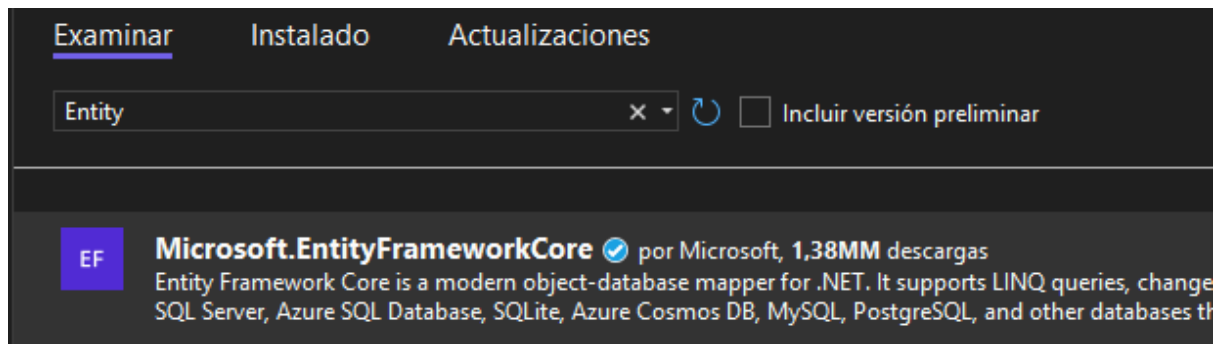 Examinar Instalado Actualizaciones
Entity
Incluir versión preliminar
EF
Microsoft.EntityFrameworkCore por Microsoft, 1,38MM descargas
Entity Framework Core is a modern object-database mapper for .NET. It supports LINQ queries, change
SQL Server, Azure SQL Database, SQLite, Azure Cosmos DB, MySQL, PostgreSQL, and other databases th